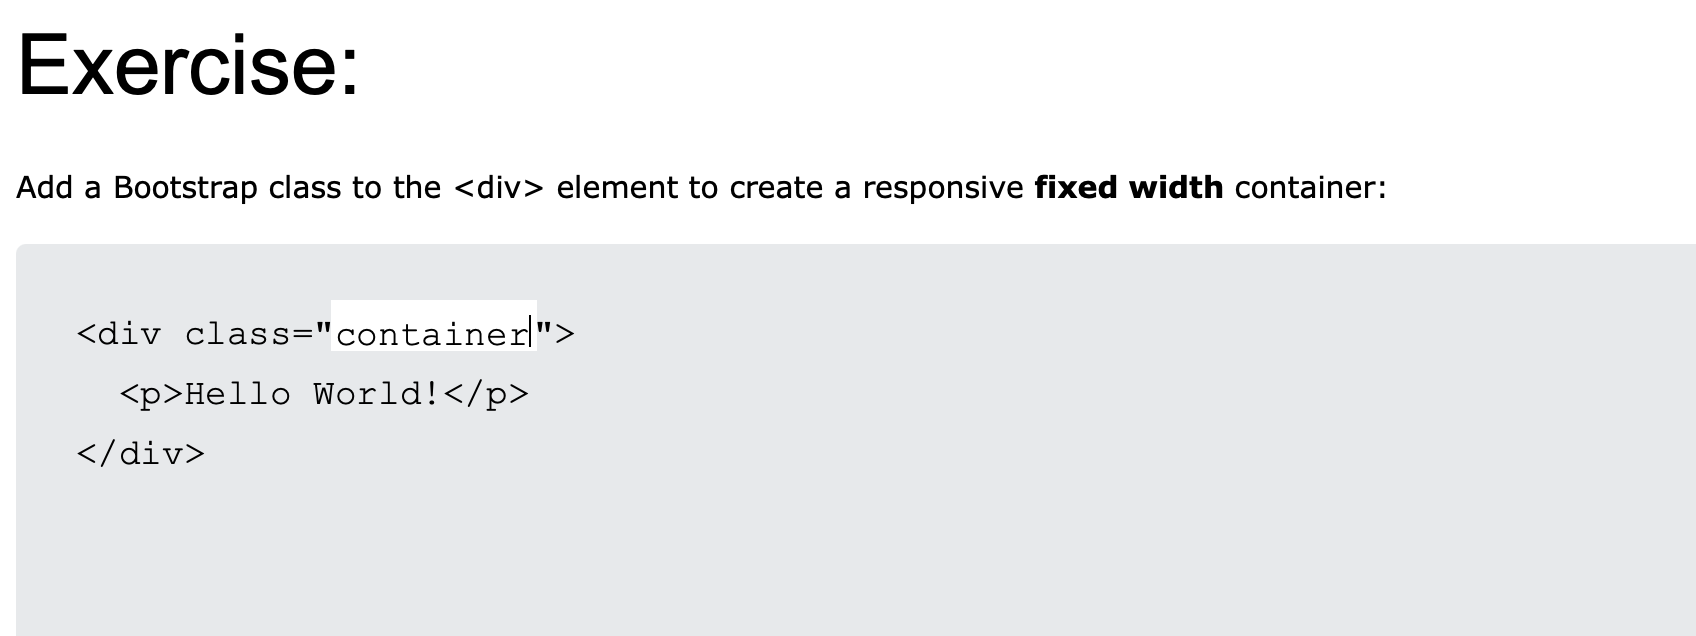 Exercise:
Add a Bootstrap class to the <div> element to create a responsive fixed width container:
<div class="container">
<p>Hello World!</p>
</div>